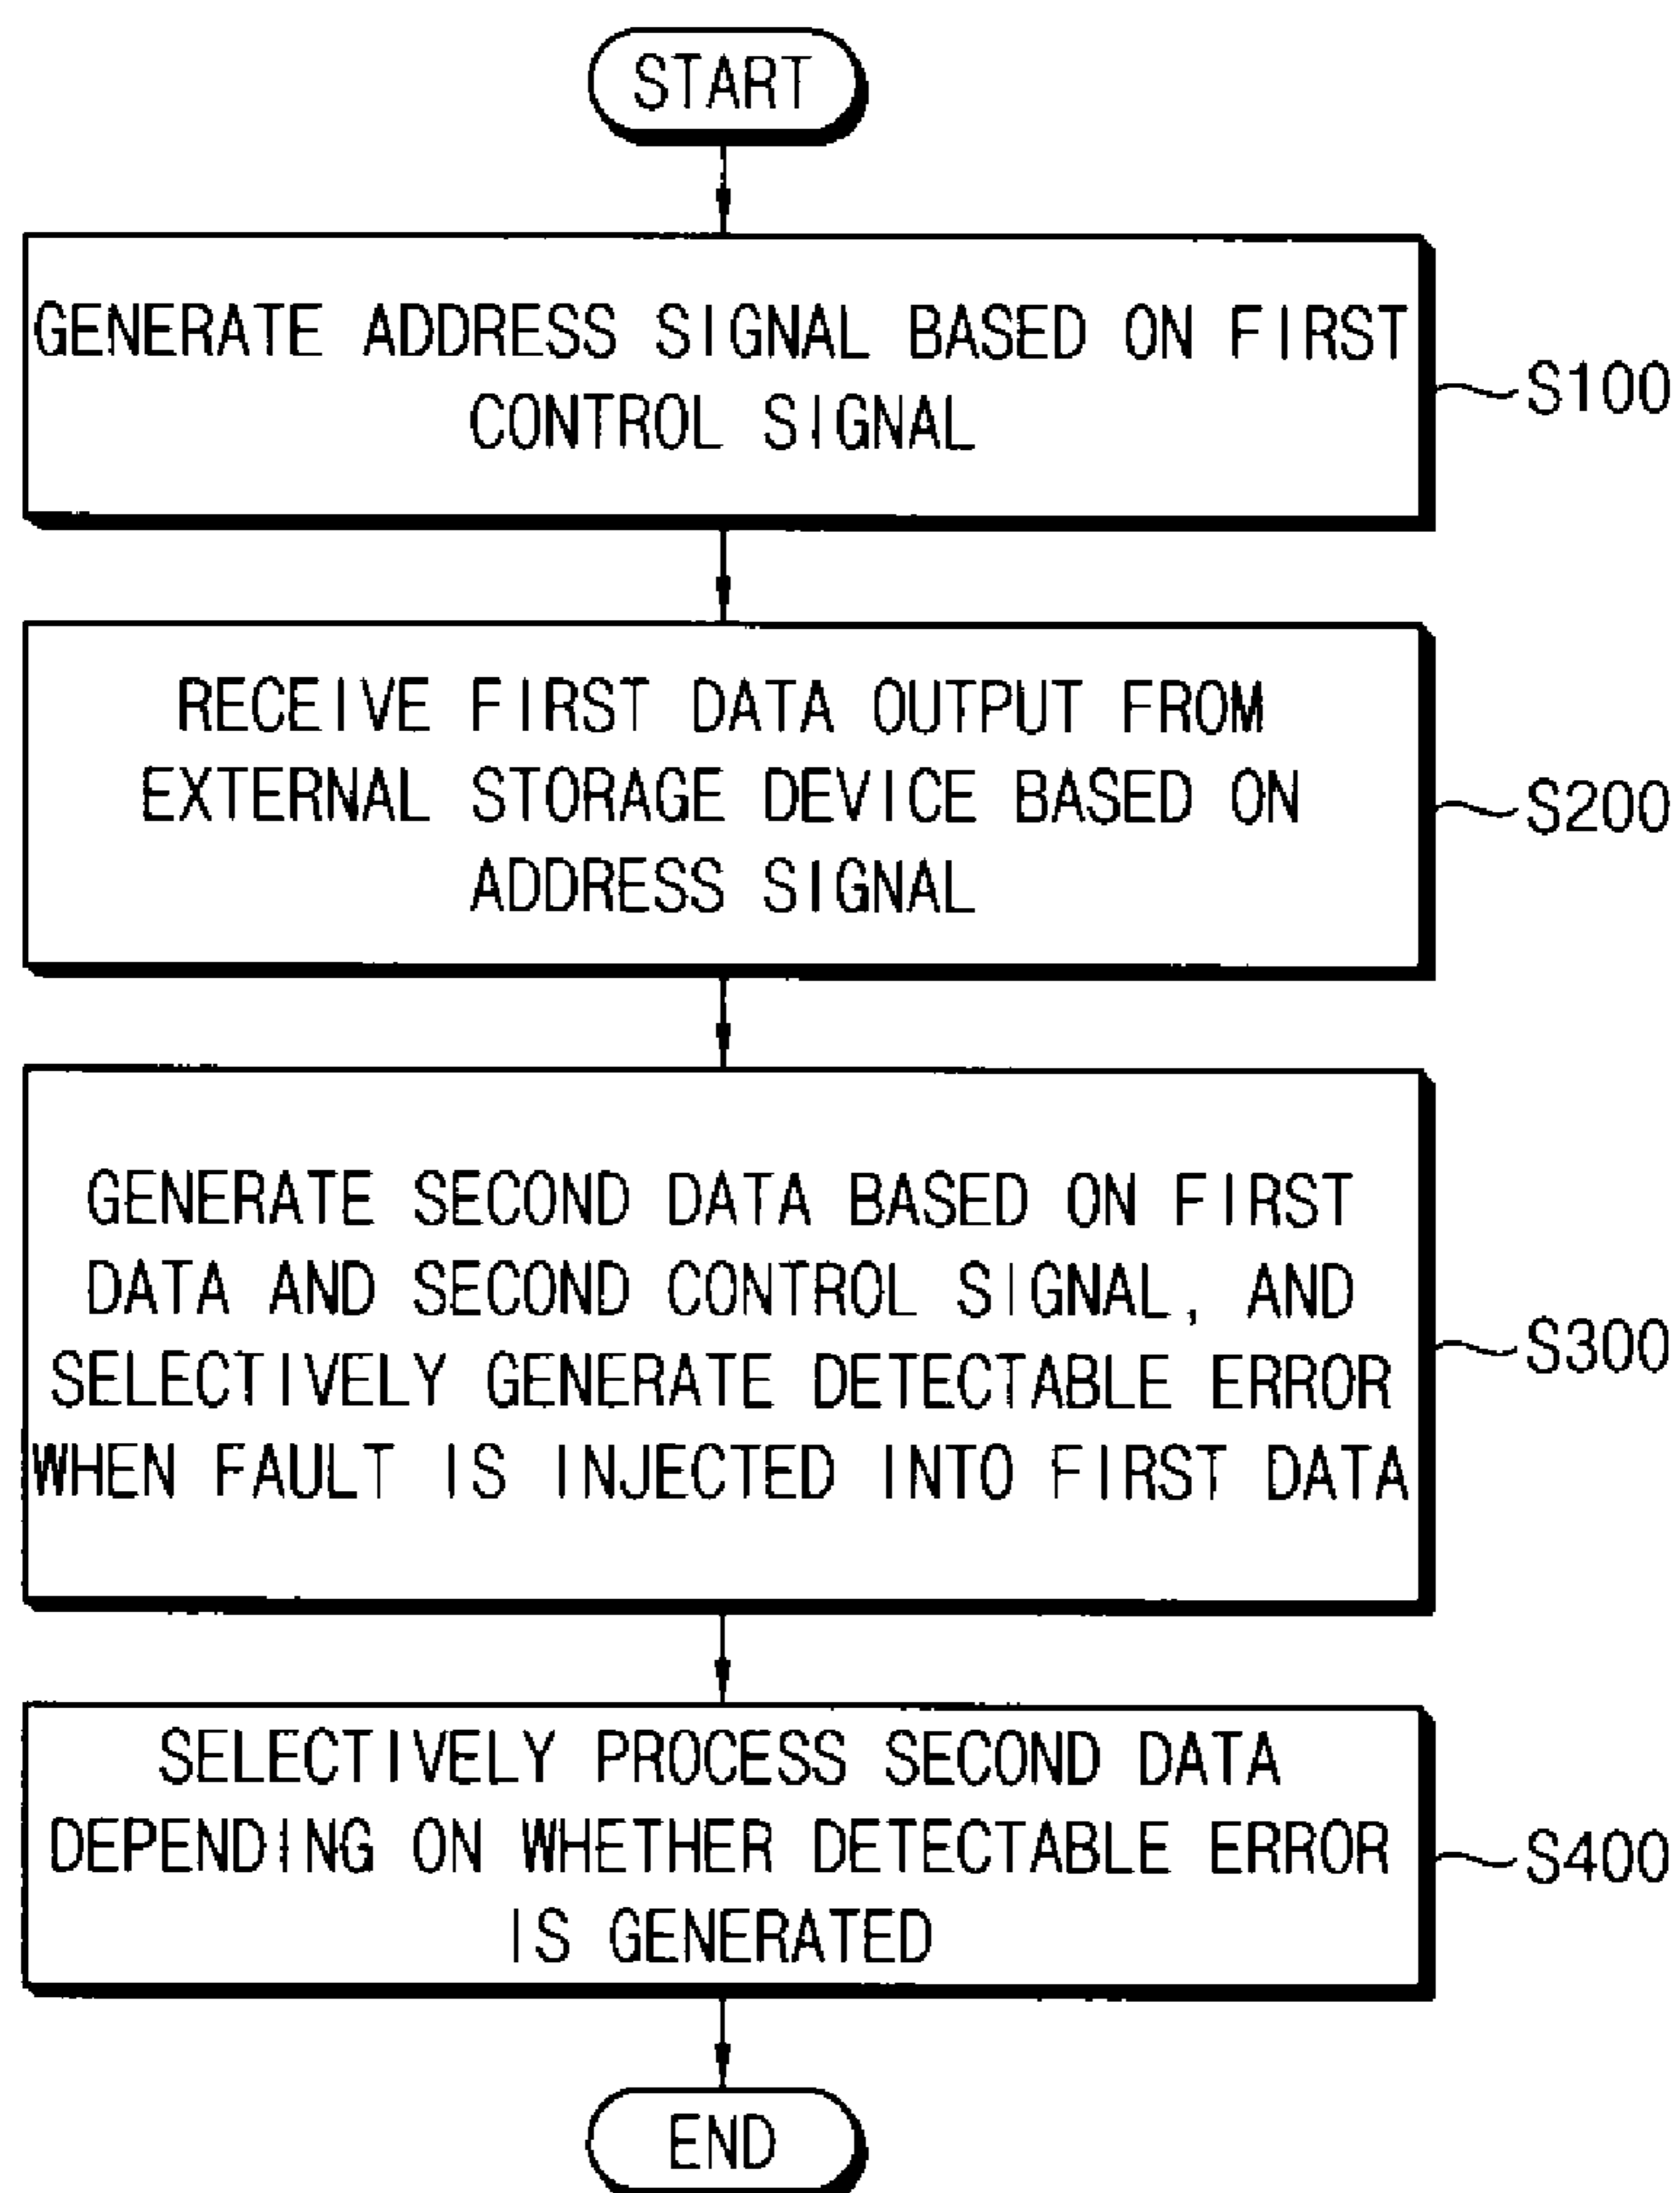 START
GENERATE ADDRESS SIGNAL BASED ON FIRST
CONTROL SIGNAL
S100
RECEIVE FIRST DATA OUTPUT FROM
EXTERNAL STORAGE DEVICE BASED ON
ADDRESS SIGNAL
S200
GENERATE SECOND DATA BASED ON FIRST
DATA AND SECOND CONTROL SIGNAL, AND
SELECTIVELY GENERATE DETECTABLE ERROR
WHEN FAULT IS INJECTED INTO FIRST DATA
S300
SELECTIVELY PROCESS SECOND DATA
DEPENDING ON WHETHER DETECTABLE ERROR
IS GENERATED
S400
END